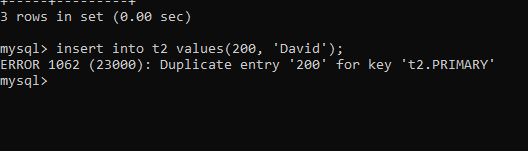 +-----+---------+
3 rows in set (0.00 sec)
mysql> insert into t2 values(200, 'David');
ERROR 1062 (23000): Duplicate entry '200' for key 't2.PRIMARY'
mysql>